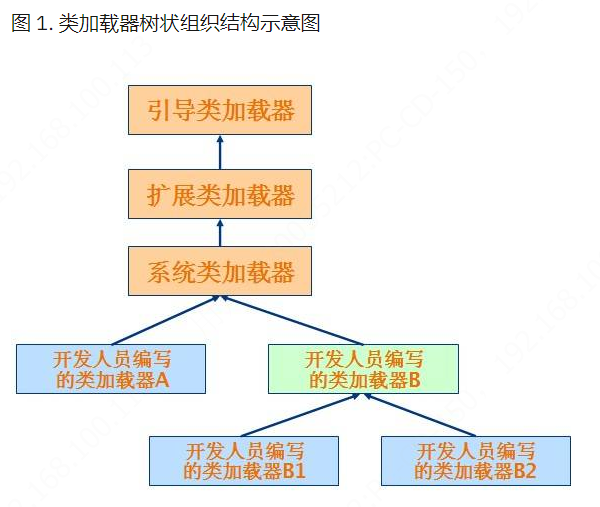 图 1. 类加载器树状组织结构示意图
引导类加载器
扩展类加载器
系统类加载器
开发人员编写
的类加载器A
开发人员编写
的类加载器B
开发人员编写
的类加载器B1
开发人员编写
的类加载器B2